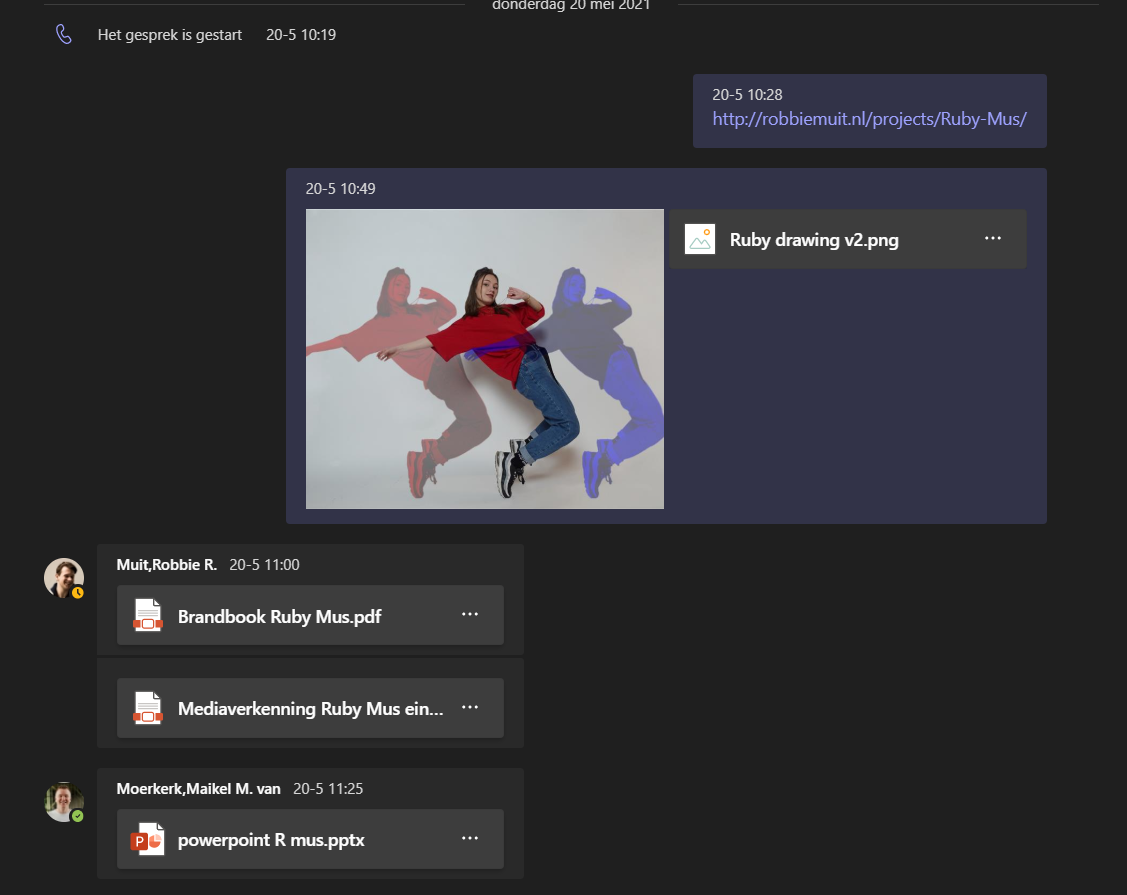 donderdag 20 mei 2021
Het gesprek is gestart 20-5 10:19
20-5 10:28
http://robbiemuit.nl/projects/Ruby-Mus/
20-5 10:49
Ruby drawing v2.png
Muit,Robbie R. 20-5 11:00
Brandbook Ruby Mus.pdf
Mediaverkenning Ruby Mus ein...
Moerkerk,Maikel M. van 20-5 11:25
P
powerpoint R mus.pptx